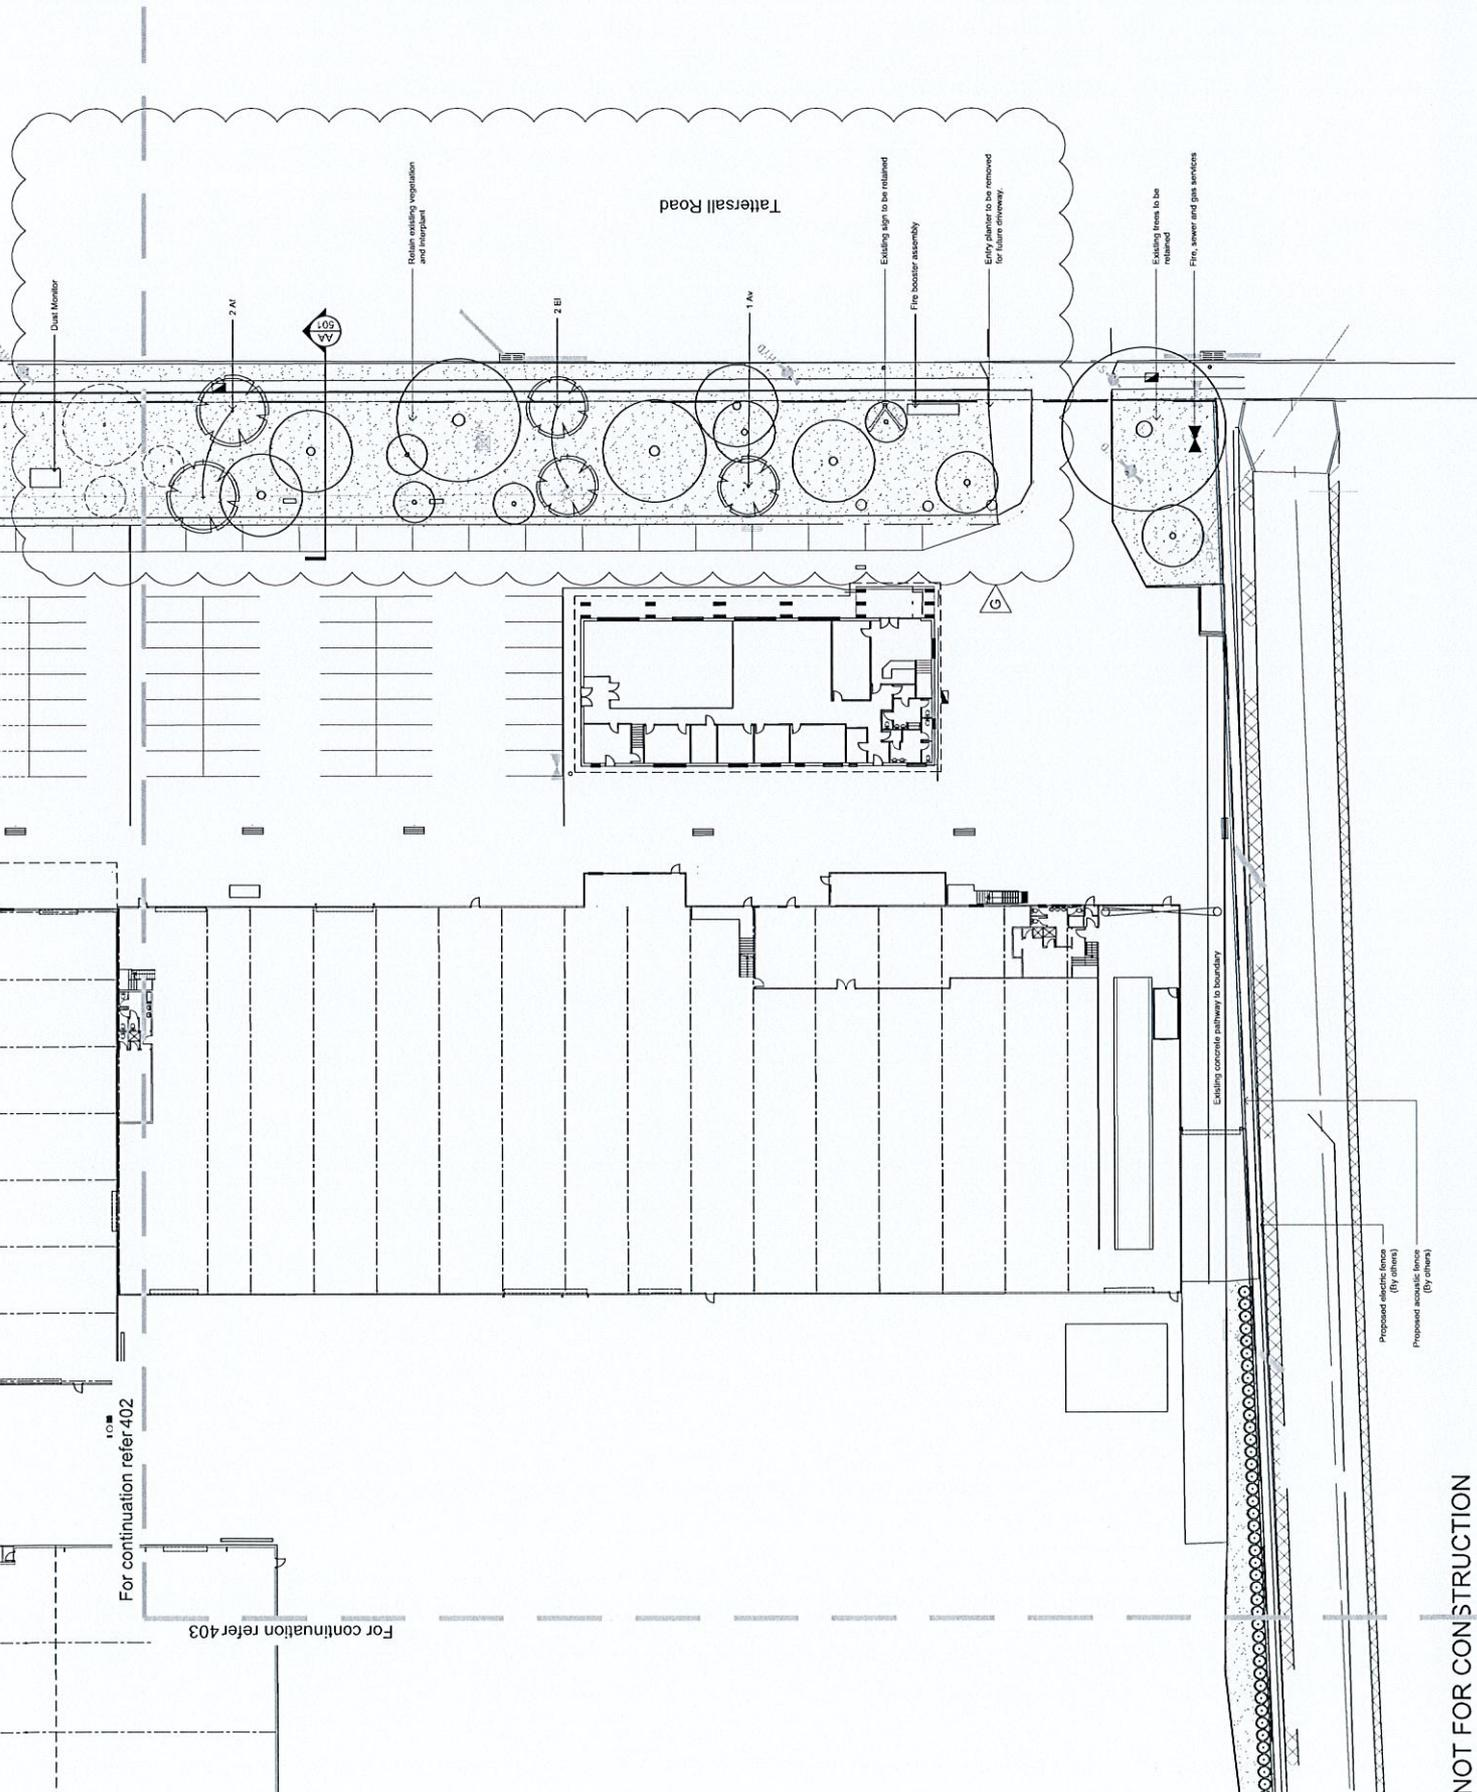 Tattersall Road
Dust Monitor
2 Af
AA
501
Retain existing vegetation
and Interplant
2 El
1 Av
Existing sign to be retained
Fire booster assembly
Entry planter to be removed
for future driveway.
Existing trees to be
retained
Fire, sewer and gas services
G
Existing concrete pathway to boundary
Proposed electric fence
(By others)
Proposed acoustic fence
(By others)
For continuation refer 402
For continuation refer 403
NOT FOR CONSTRUCTION